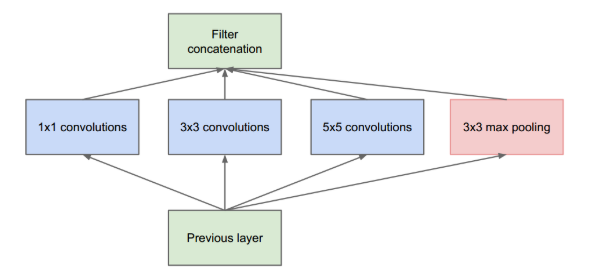 Filter
concatenation
1x1 convolutions
3x3 convolutions
5x5 convolutions
3x3 max pooling
Previous layer